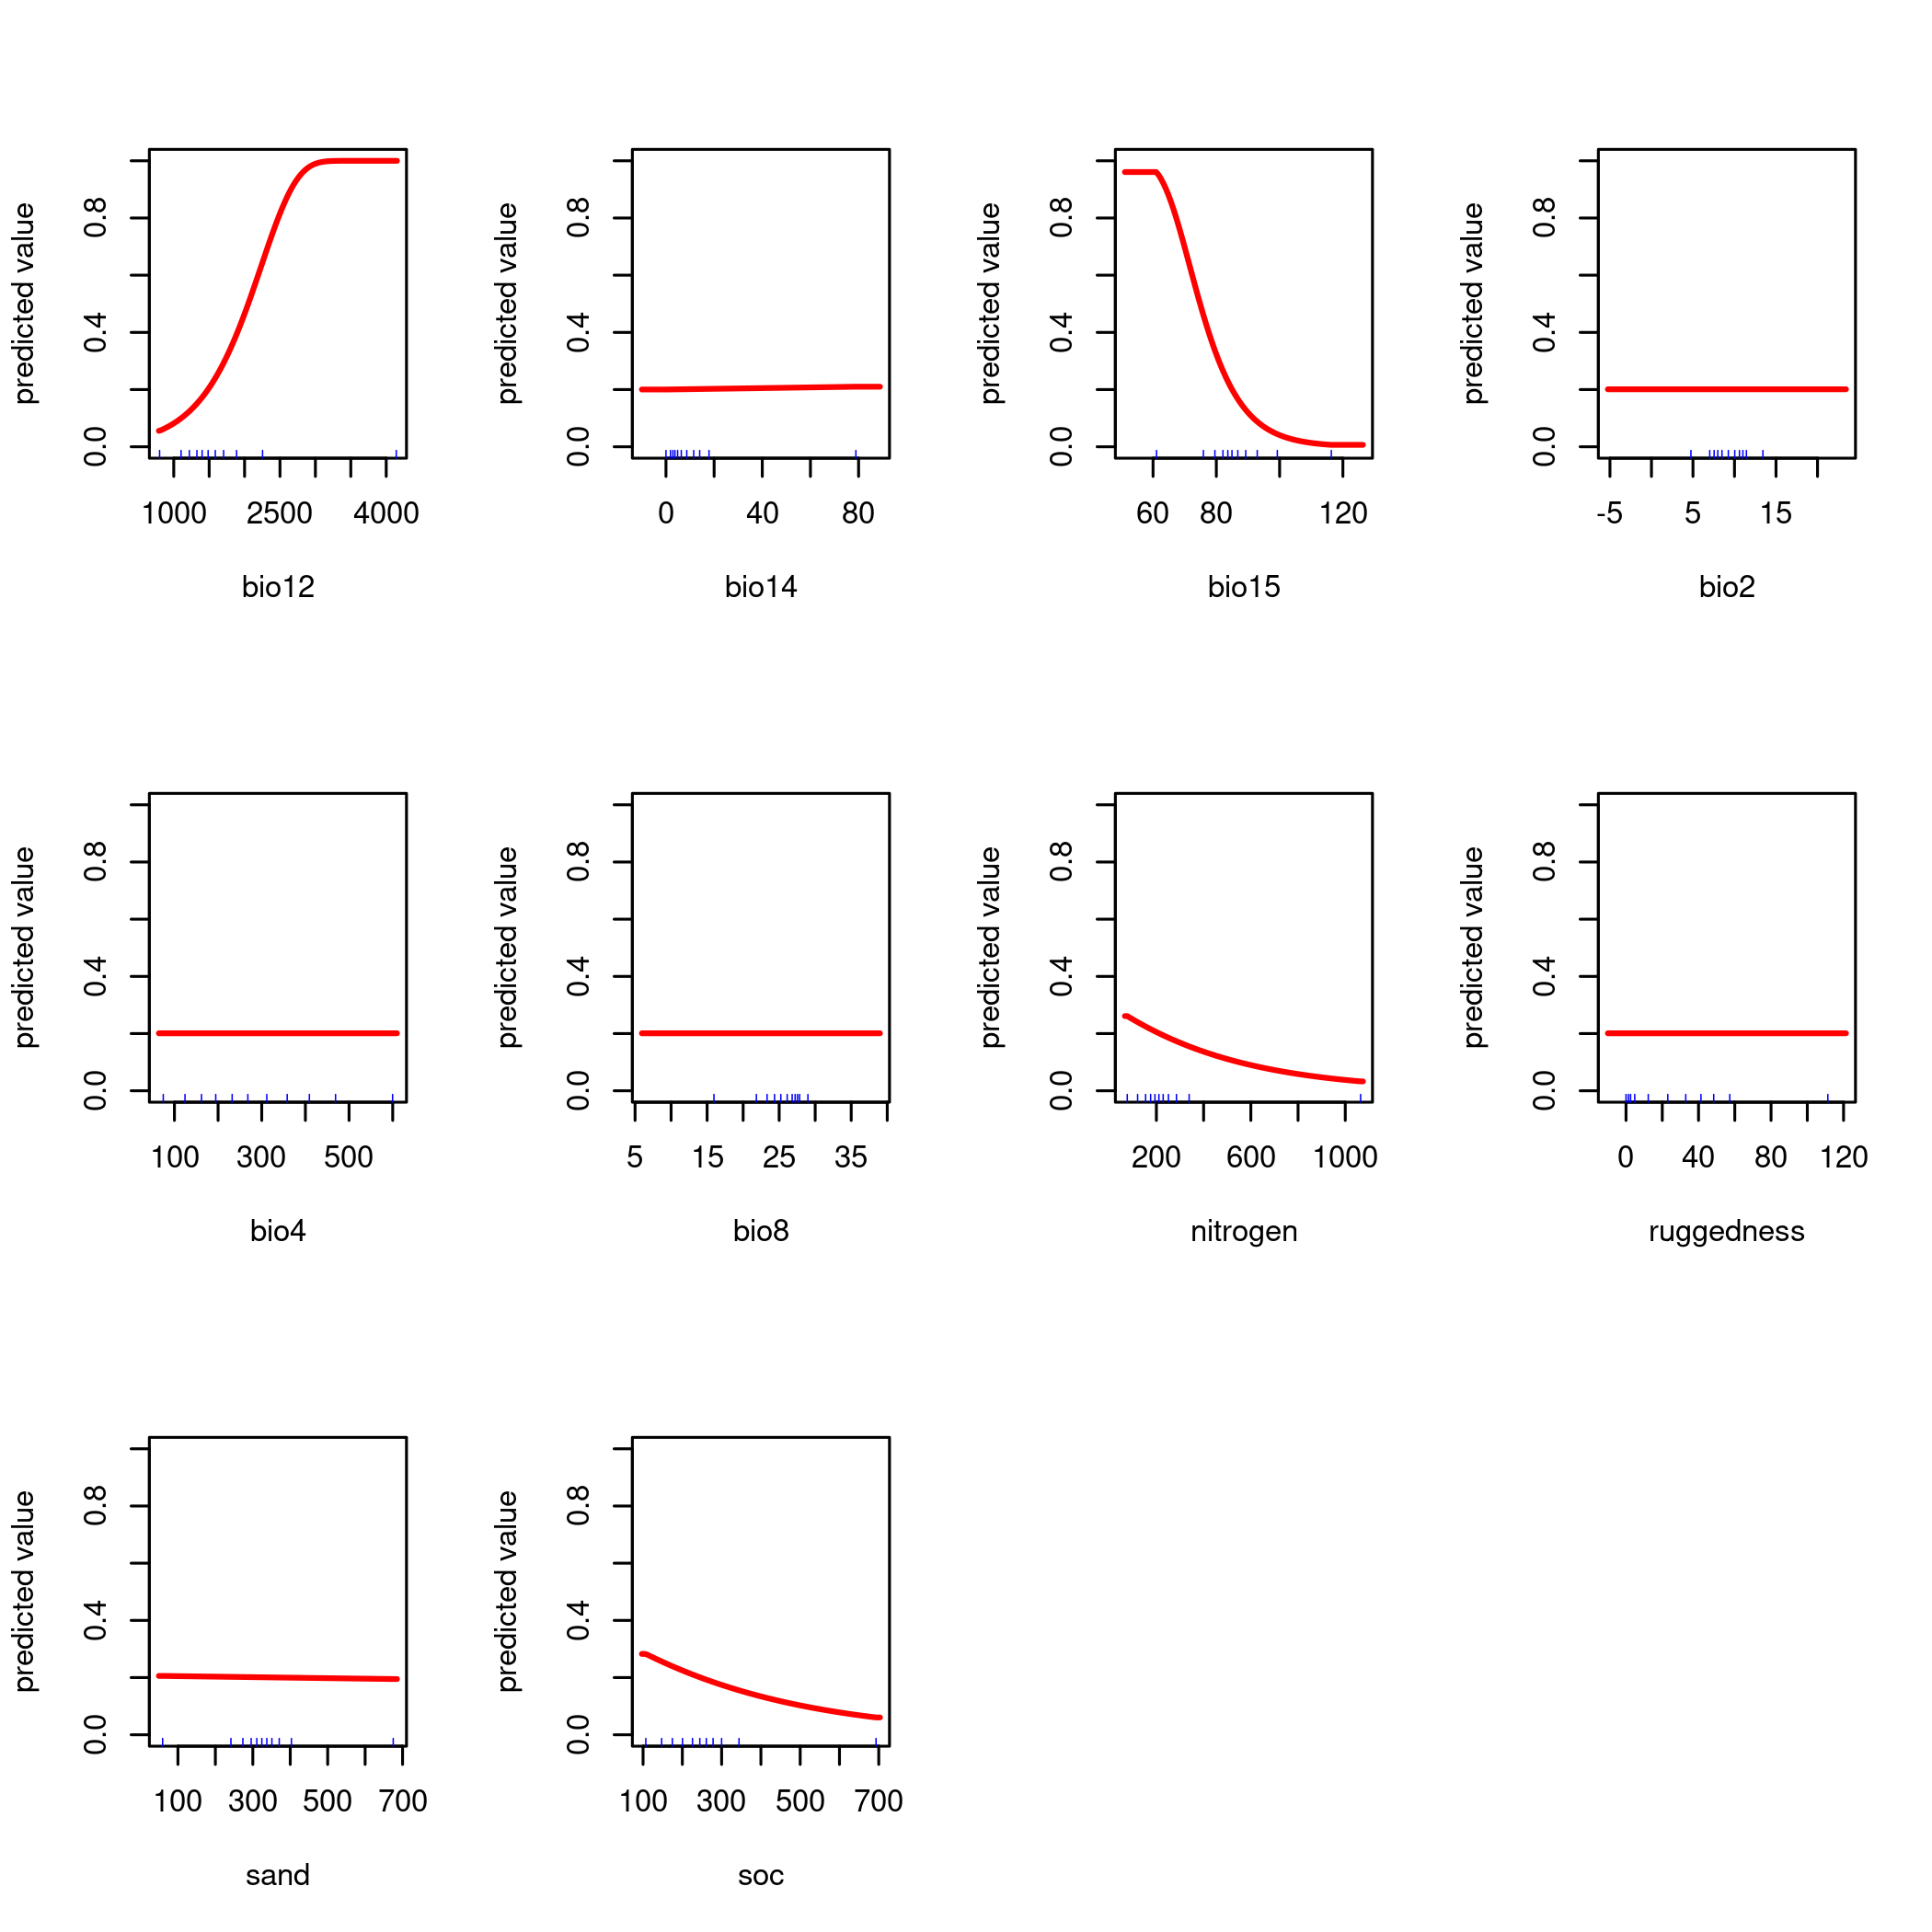 predicted value
0.0 0.4 0.8
1000 2500 4000
bio12
predicted value
0.0 0.4 0.8
0 40 80
bio14
predicted value
0.0 0.4 0.8
60 80 120
bio15
predicted value
0.0 0.4 0.8
-5 5 15
bio2
predicted value
0.0 0.4 0.8
100 300 500
bio4
predicted value
0.0 0.4 0.8
5 15 25 35
bio8
predicted value
0.0 0.4 0.8
200 600 1000
nitrogen
predicted value
0.0 0.4 0.8
0 40 80 120
ruggedness
predicted value
0.0 0.4 0.8
100 300 500 700
sand
predicted value
0.0 0.4 0.8
100 300 500 700
soc